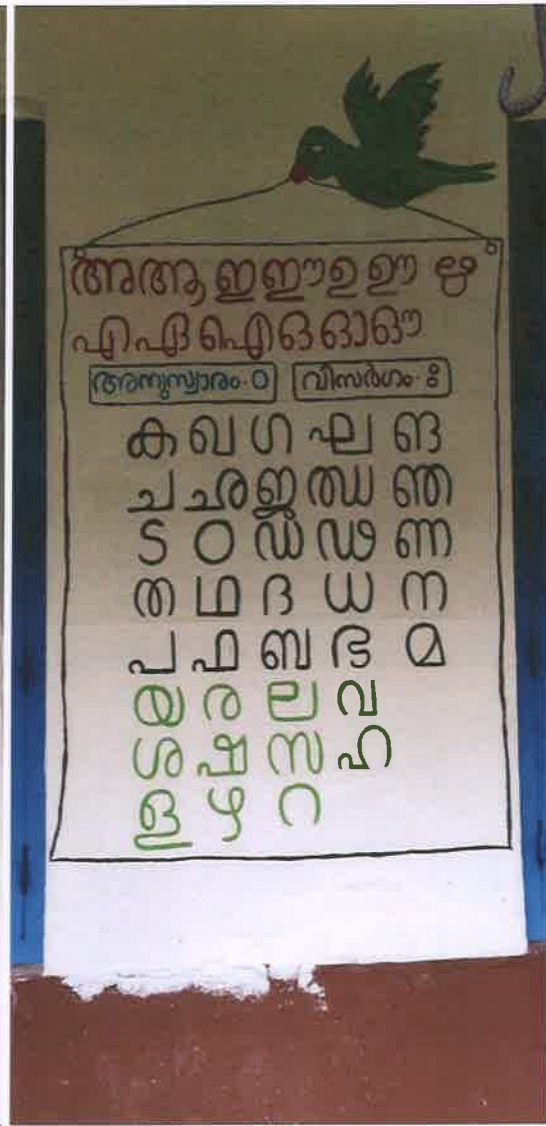 അ ആ ഇ ഈ ഉ ഊ ഋ
എ ഏ ഐ ഒ ഓ ഔ
അനുസ്വാരം-ം വിസർഗം-ഃ
ക ഖ ഗ ഘ ങ
ച ഛ ജ ഝ ഞ
ട ഠ ഡ ഢ ണ
ത ഥ ദ ധ ന
പ ഫ ബ ഭ മ
യ ര ല വ
ശ ഷ സ ഹ
ള ഴ റ